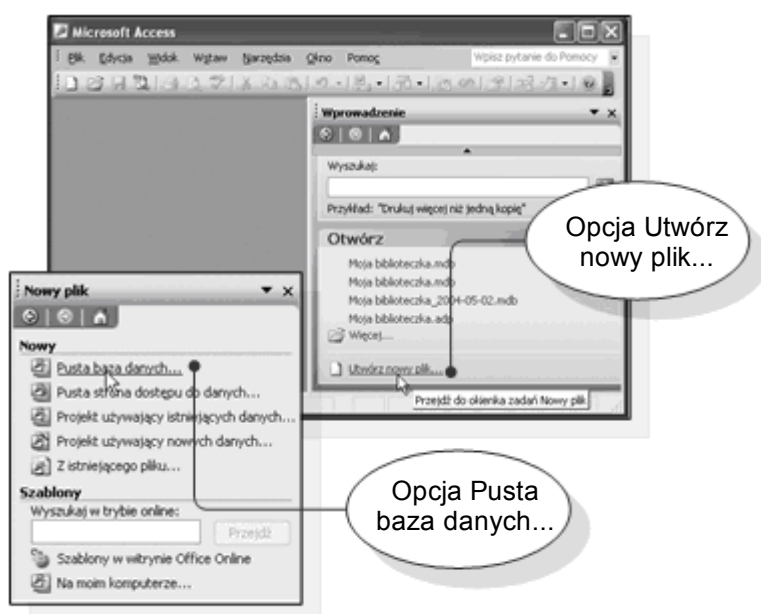 Microsoft Access
Plik Edycja Widok Wstaw Narzędzia Okno Pomoc Wpisz pytanie do Pomocy
Wprowadzenie
Wyszukaj:
Przykład: "Drukuj więcej niż jedną kopię"
Otwórz
Moja biblioteczka.mdb
Moja biblioteczka.mdb
Moja biblioteczka_2004-05-02.mdb
Moja biblioteczka.adp
Więcej...
Utwórz nowy plik...
Przejdź do okienka zadań Nowy plik
Opcja Utwórz
nowy plik...
Nowy plik
Nowy
Pusta baza danych...
Pusta strona dostępu do danych...
Projekt używający istniejących danych...
Projekt używający nowych danych...
Z istniejącego pliku...
Szablony
Wyszukaj w trybie online:
Przejdź
Szablony w witrynie Office Online
Na moim komputerze...
Opcja Pusta
baza danych...